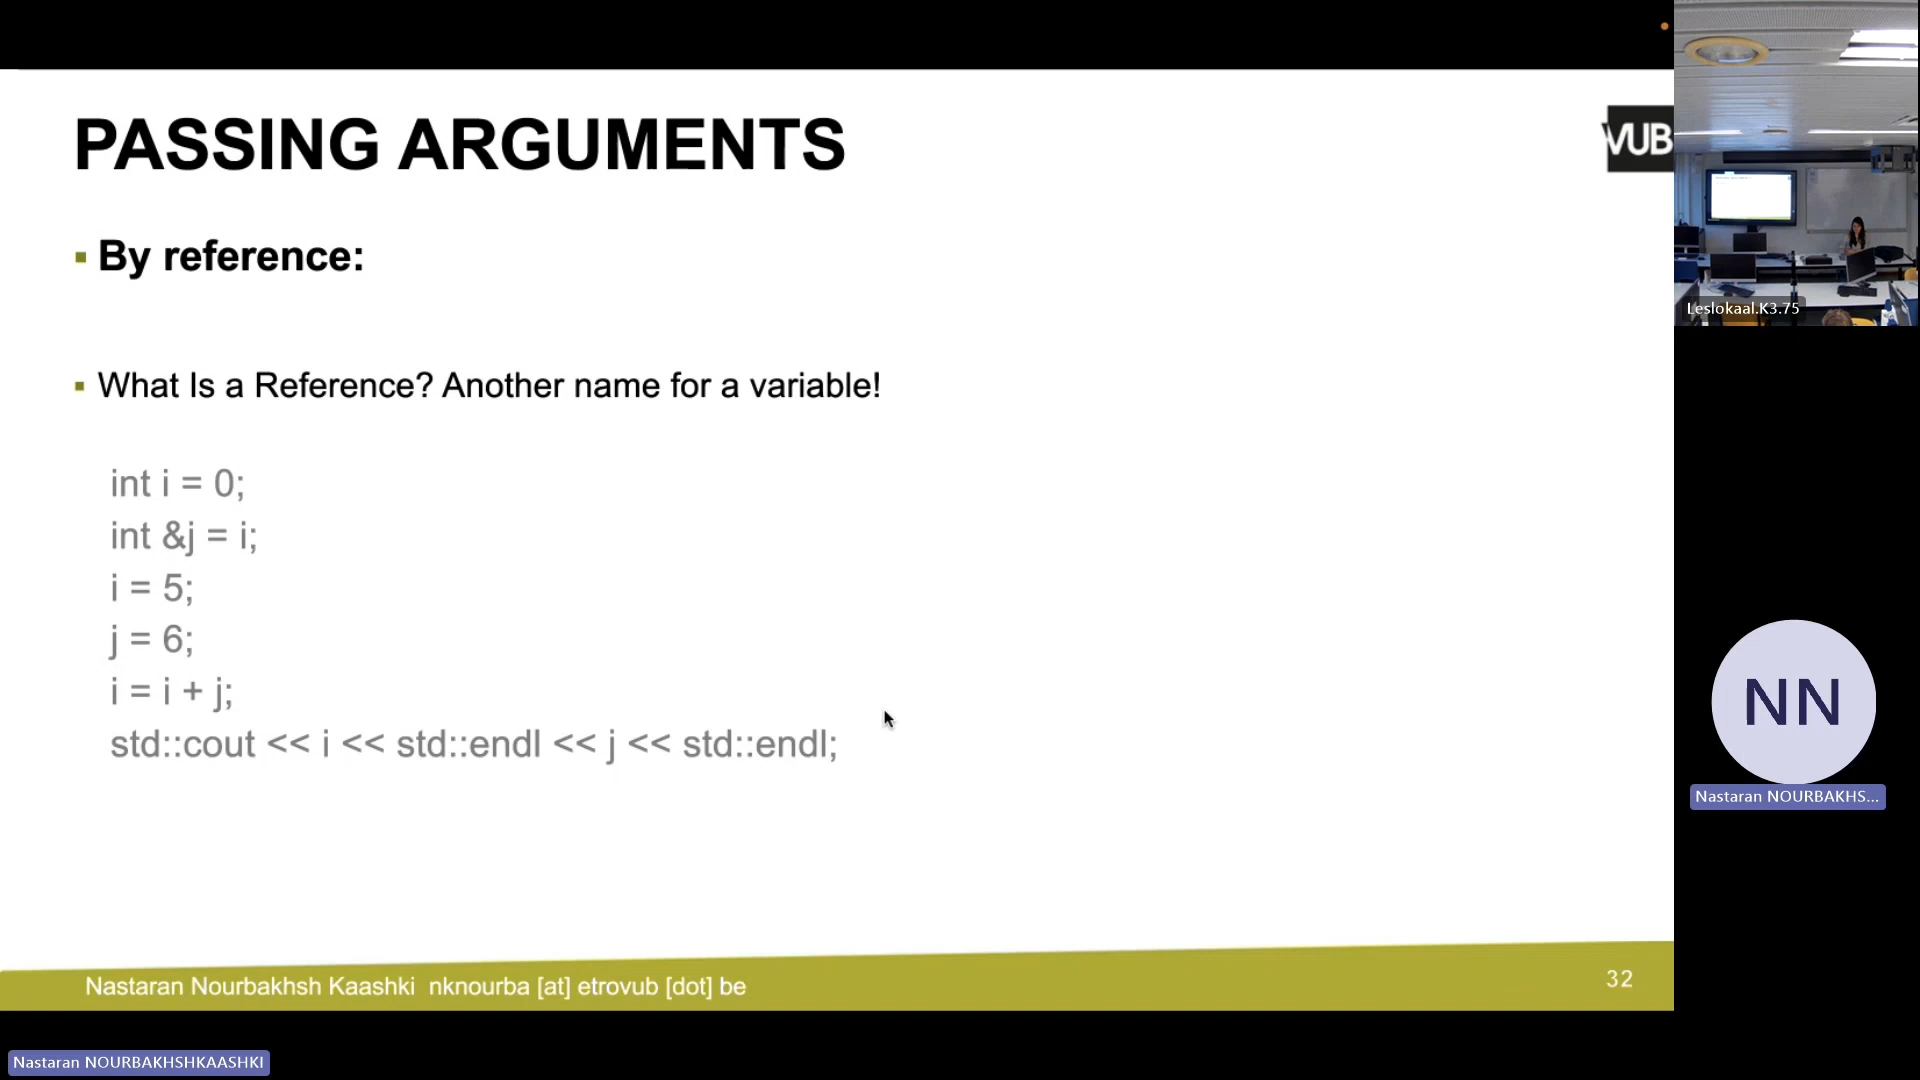 PASSING ARGUMENTS
VUB
By reference:
What Is a Reference? Another name for a variable!
int i = 0;
int &j = i;
i = 5;
j = 6;
i = i + j;
std::cout << i << std::endl << j << std::endl;
Nastaran Nourbakhsh Kaashki nknourba [at] etrovub [dot] be
32
Leslokaal.K3.75
NN
Nastaran NOURBAKHS...
Nastaran NOURBAKHSHKAASHKI